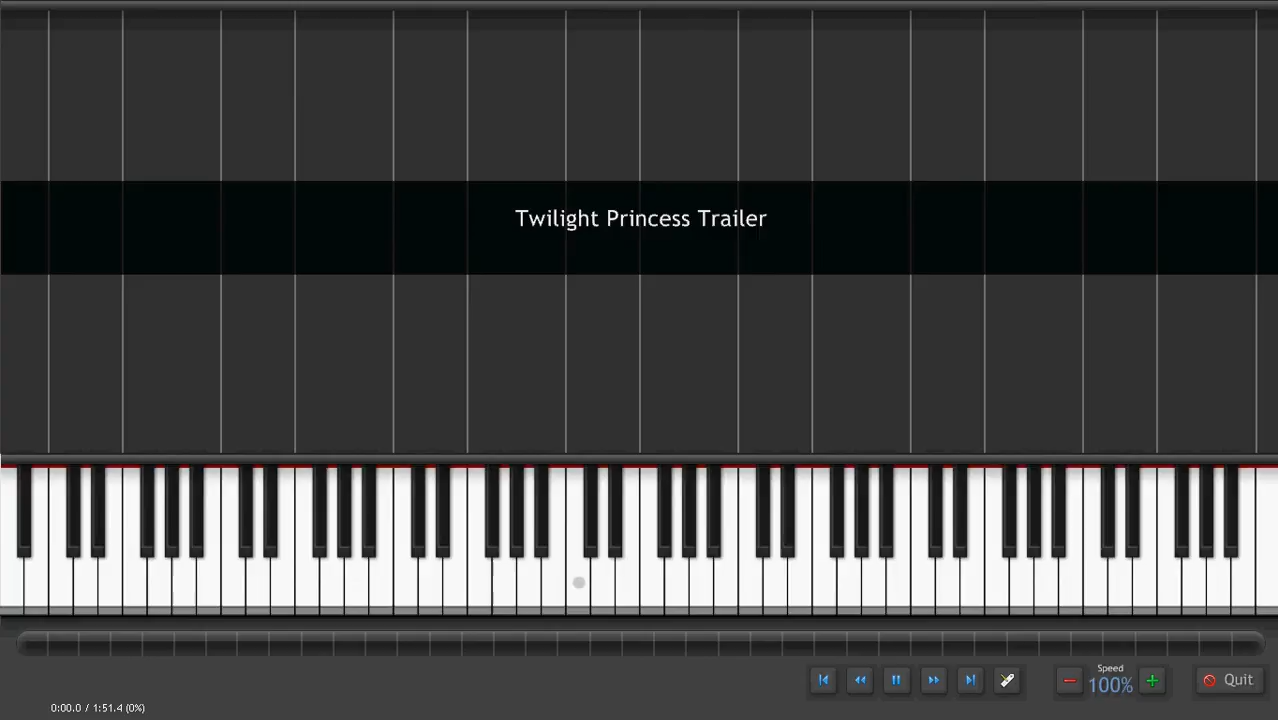 Twilight Princess Trailer
Speed
100%
Quit
0:00.0 / 1:51.4 (0%)